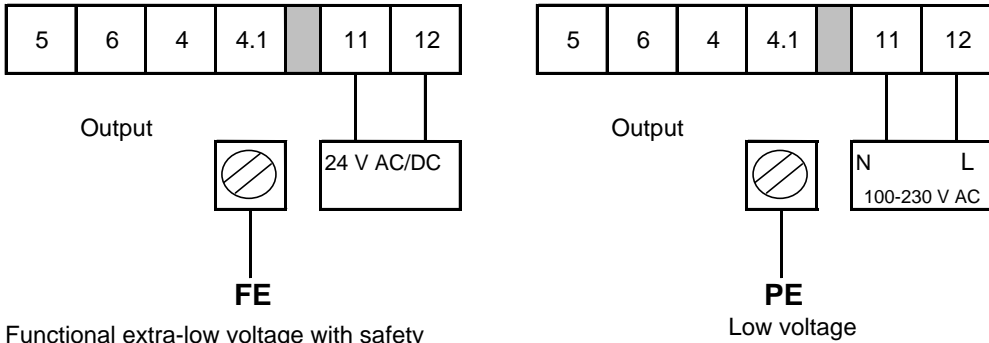 5 6 4 4.1 11 12
Output
24 V AC/DC
FE
Functional extra-low voltage with safety
5 6 4 4.1 11 12
Output
N L
100-230 V AC
PE
Low voltage